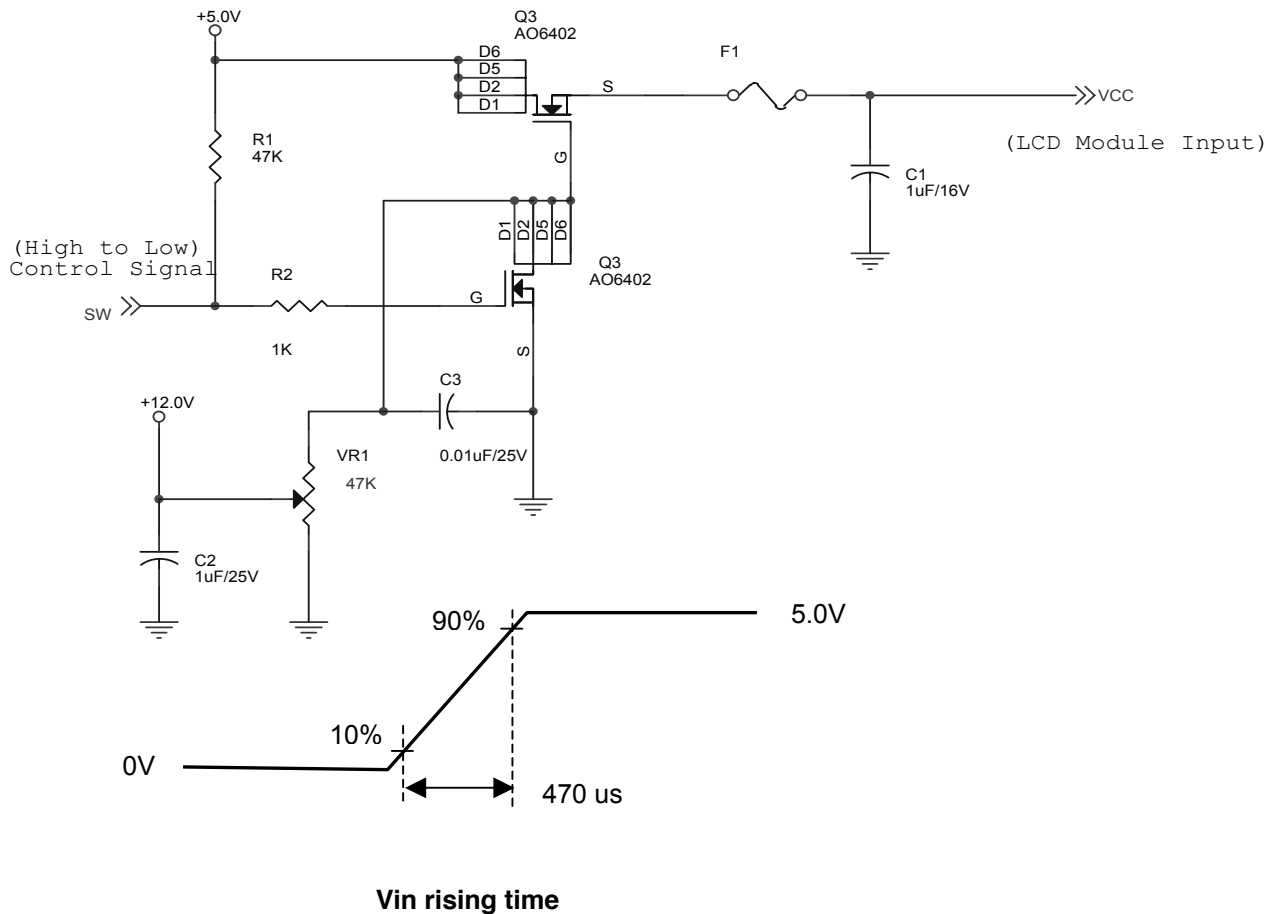 +5.0V
Q3
AO6402
D6
D5
D2
D1
S
F1
VCC
(LCD Module Input)
R1
47K
G
C1
1uF/16V
D1
D2
D5
D6
(High to Low)
Control Signal
SW
R2
1K
G
Q3
AO6402
S
C3
0.01uF/25V
+12.0V
VR1
47K
C2
1uF/25V
90%
5.0V
10%
0V
470 us
Vin rising time